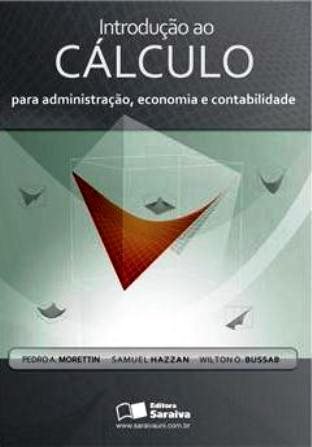 Introdução ao
CÁLCULO
para administração, economia e contabilidade
PEDRO A. MORETTIN SAMUEL HAZZAN WILTON O. BUSSAB
Editora
Saraiva
www.saraivauni.com.br